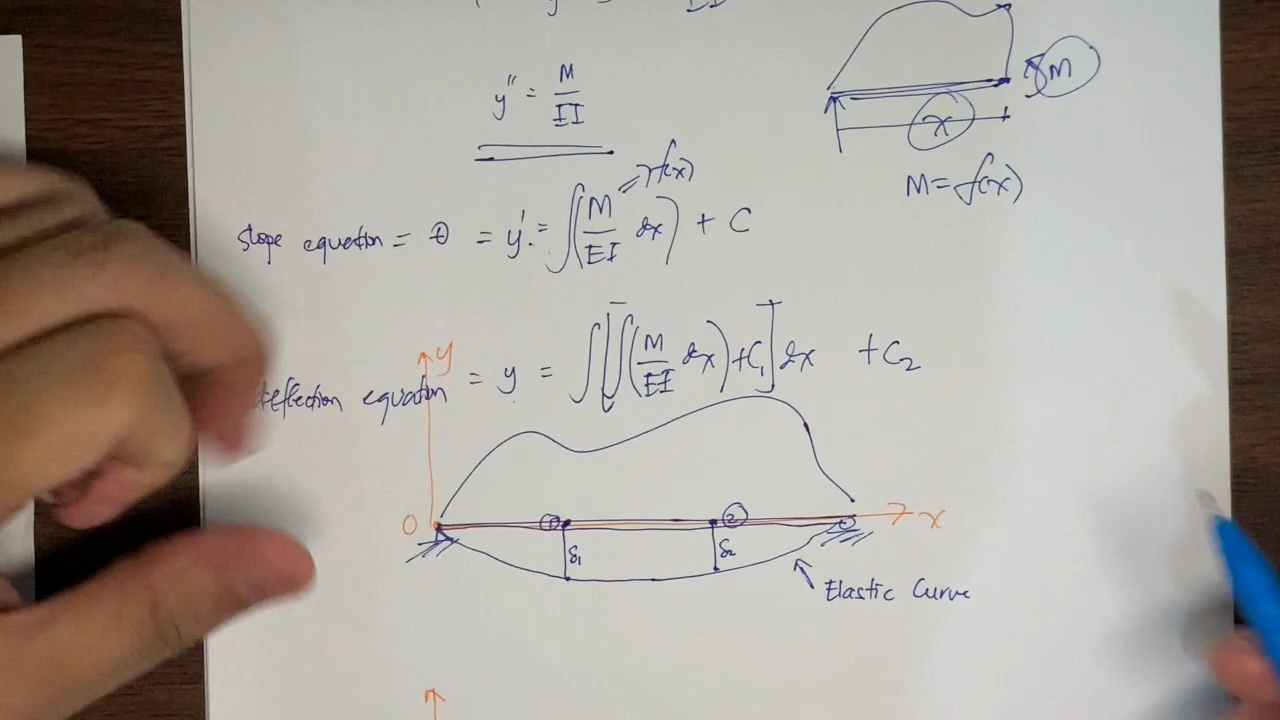 y'' = M/EI
M
x
M = f(x)
=> f(x)
slope equation = θ = y' = ∫(M/EI dx) + C
deflection equation = y = ∫[∫(M/EI dx) + C₁] dx + C₂
y
O
1
2
x
δ₁
δ₂
Elastic Curve